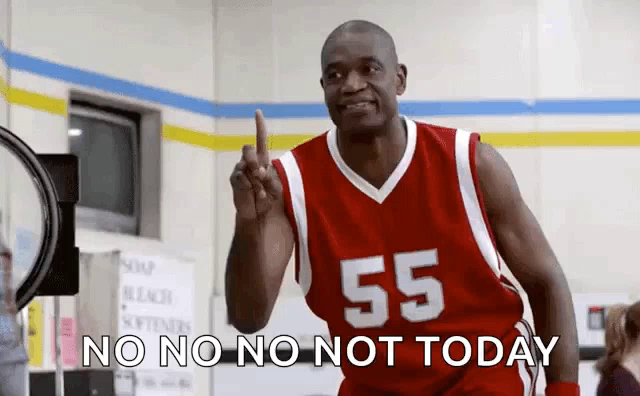 SOAP
BLEACH
SOFTENERS
55
NO NO NO NOT TODAY